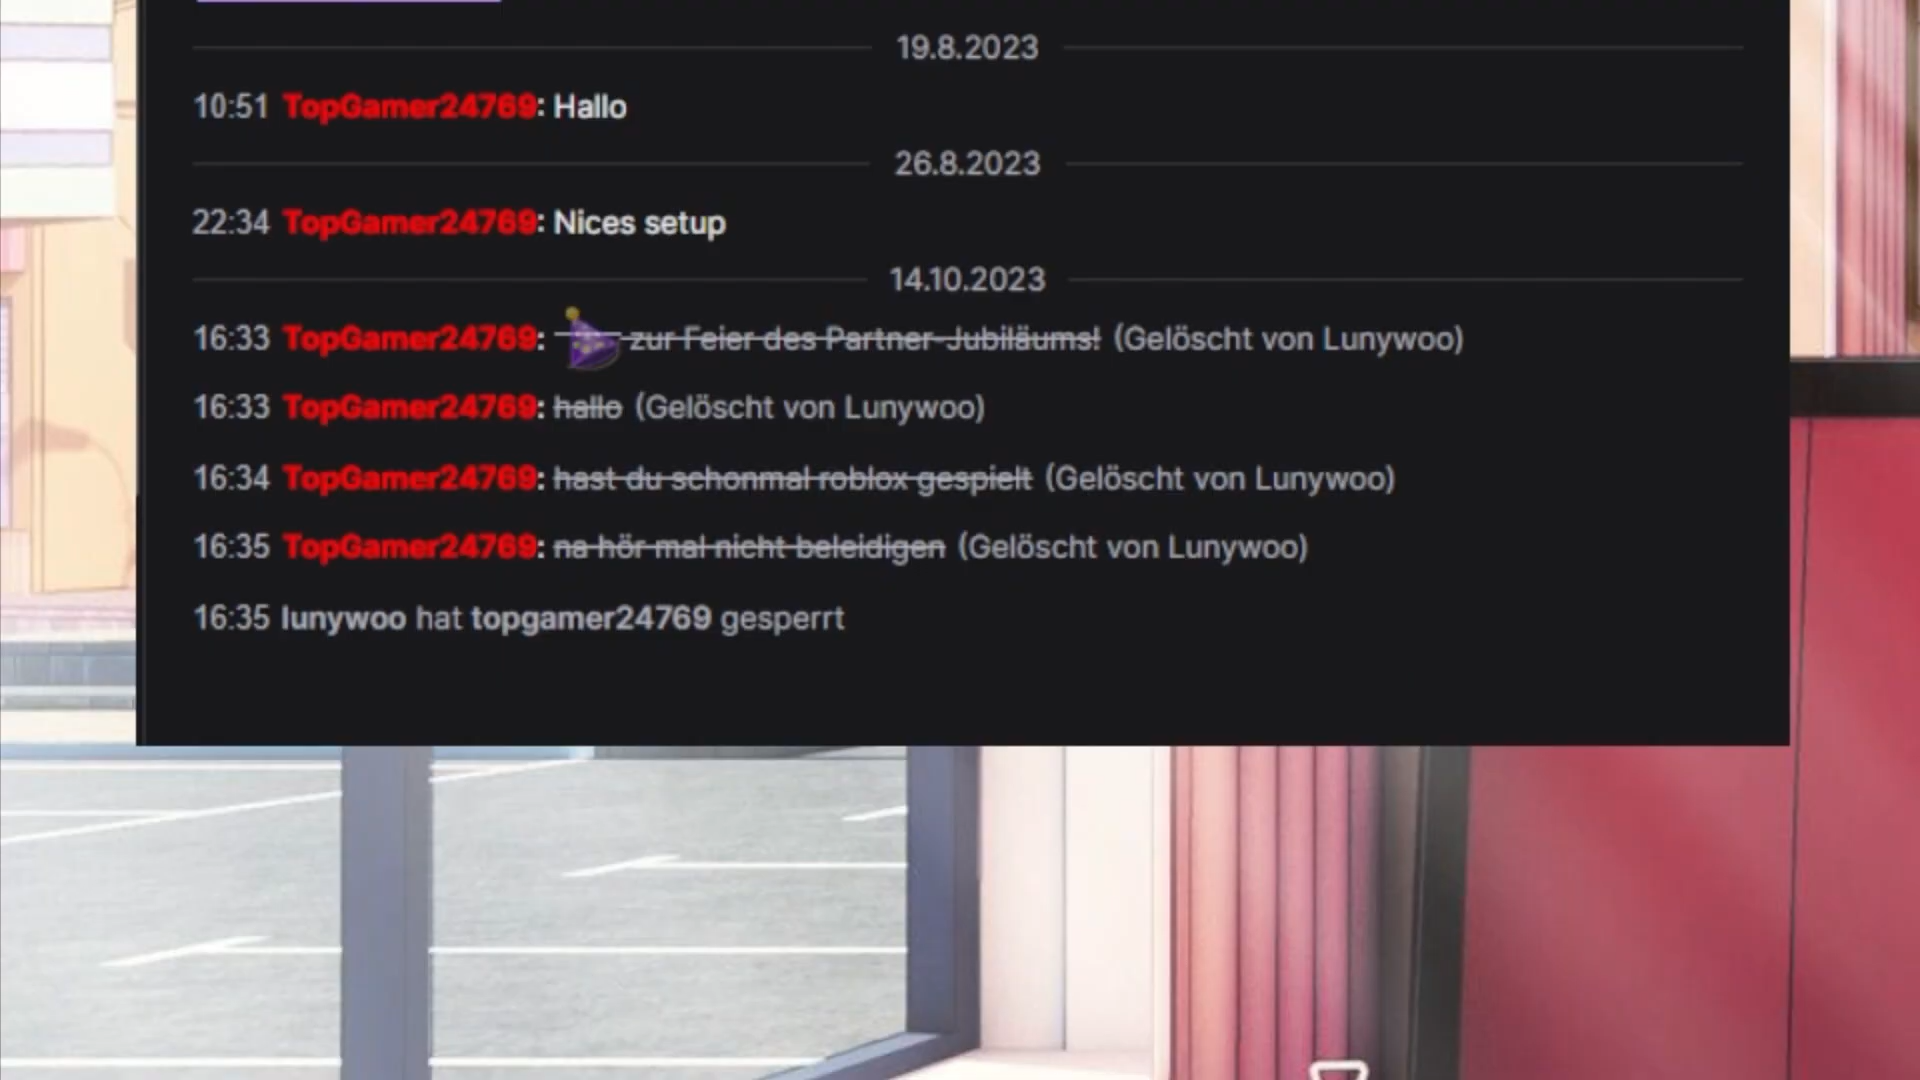 19.8.2023
10:51 TopGamer24769: Hallo
26.8.2023
22:34 TopGamer24769: Nices setup
14.10.2023
16:33 TopGamer24769: zur Feier des Partner-Jubiläums! (Gelöscht von Lunywoo)
16:33 TopGamer24769: hallo (Gelöscht von Lunywoo)
16:34 TopGamer24769: hast du schonmal roblox gespielt (Gelöscht von Lunywoo)
16:35 TopGamer24769: na hör mal nicht beleidigen (Gelöscht von Lunywoo)
16:35 lunywoo hat topgamer24769 gesperrt